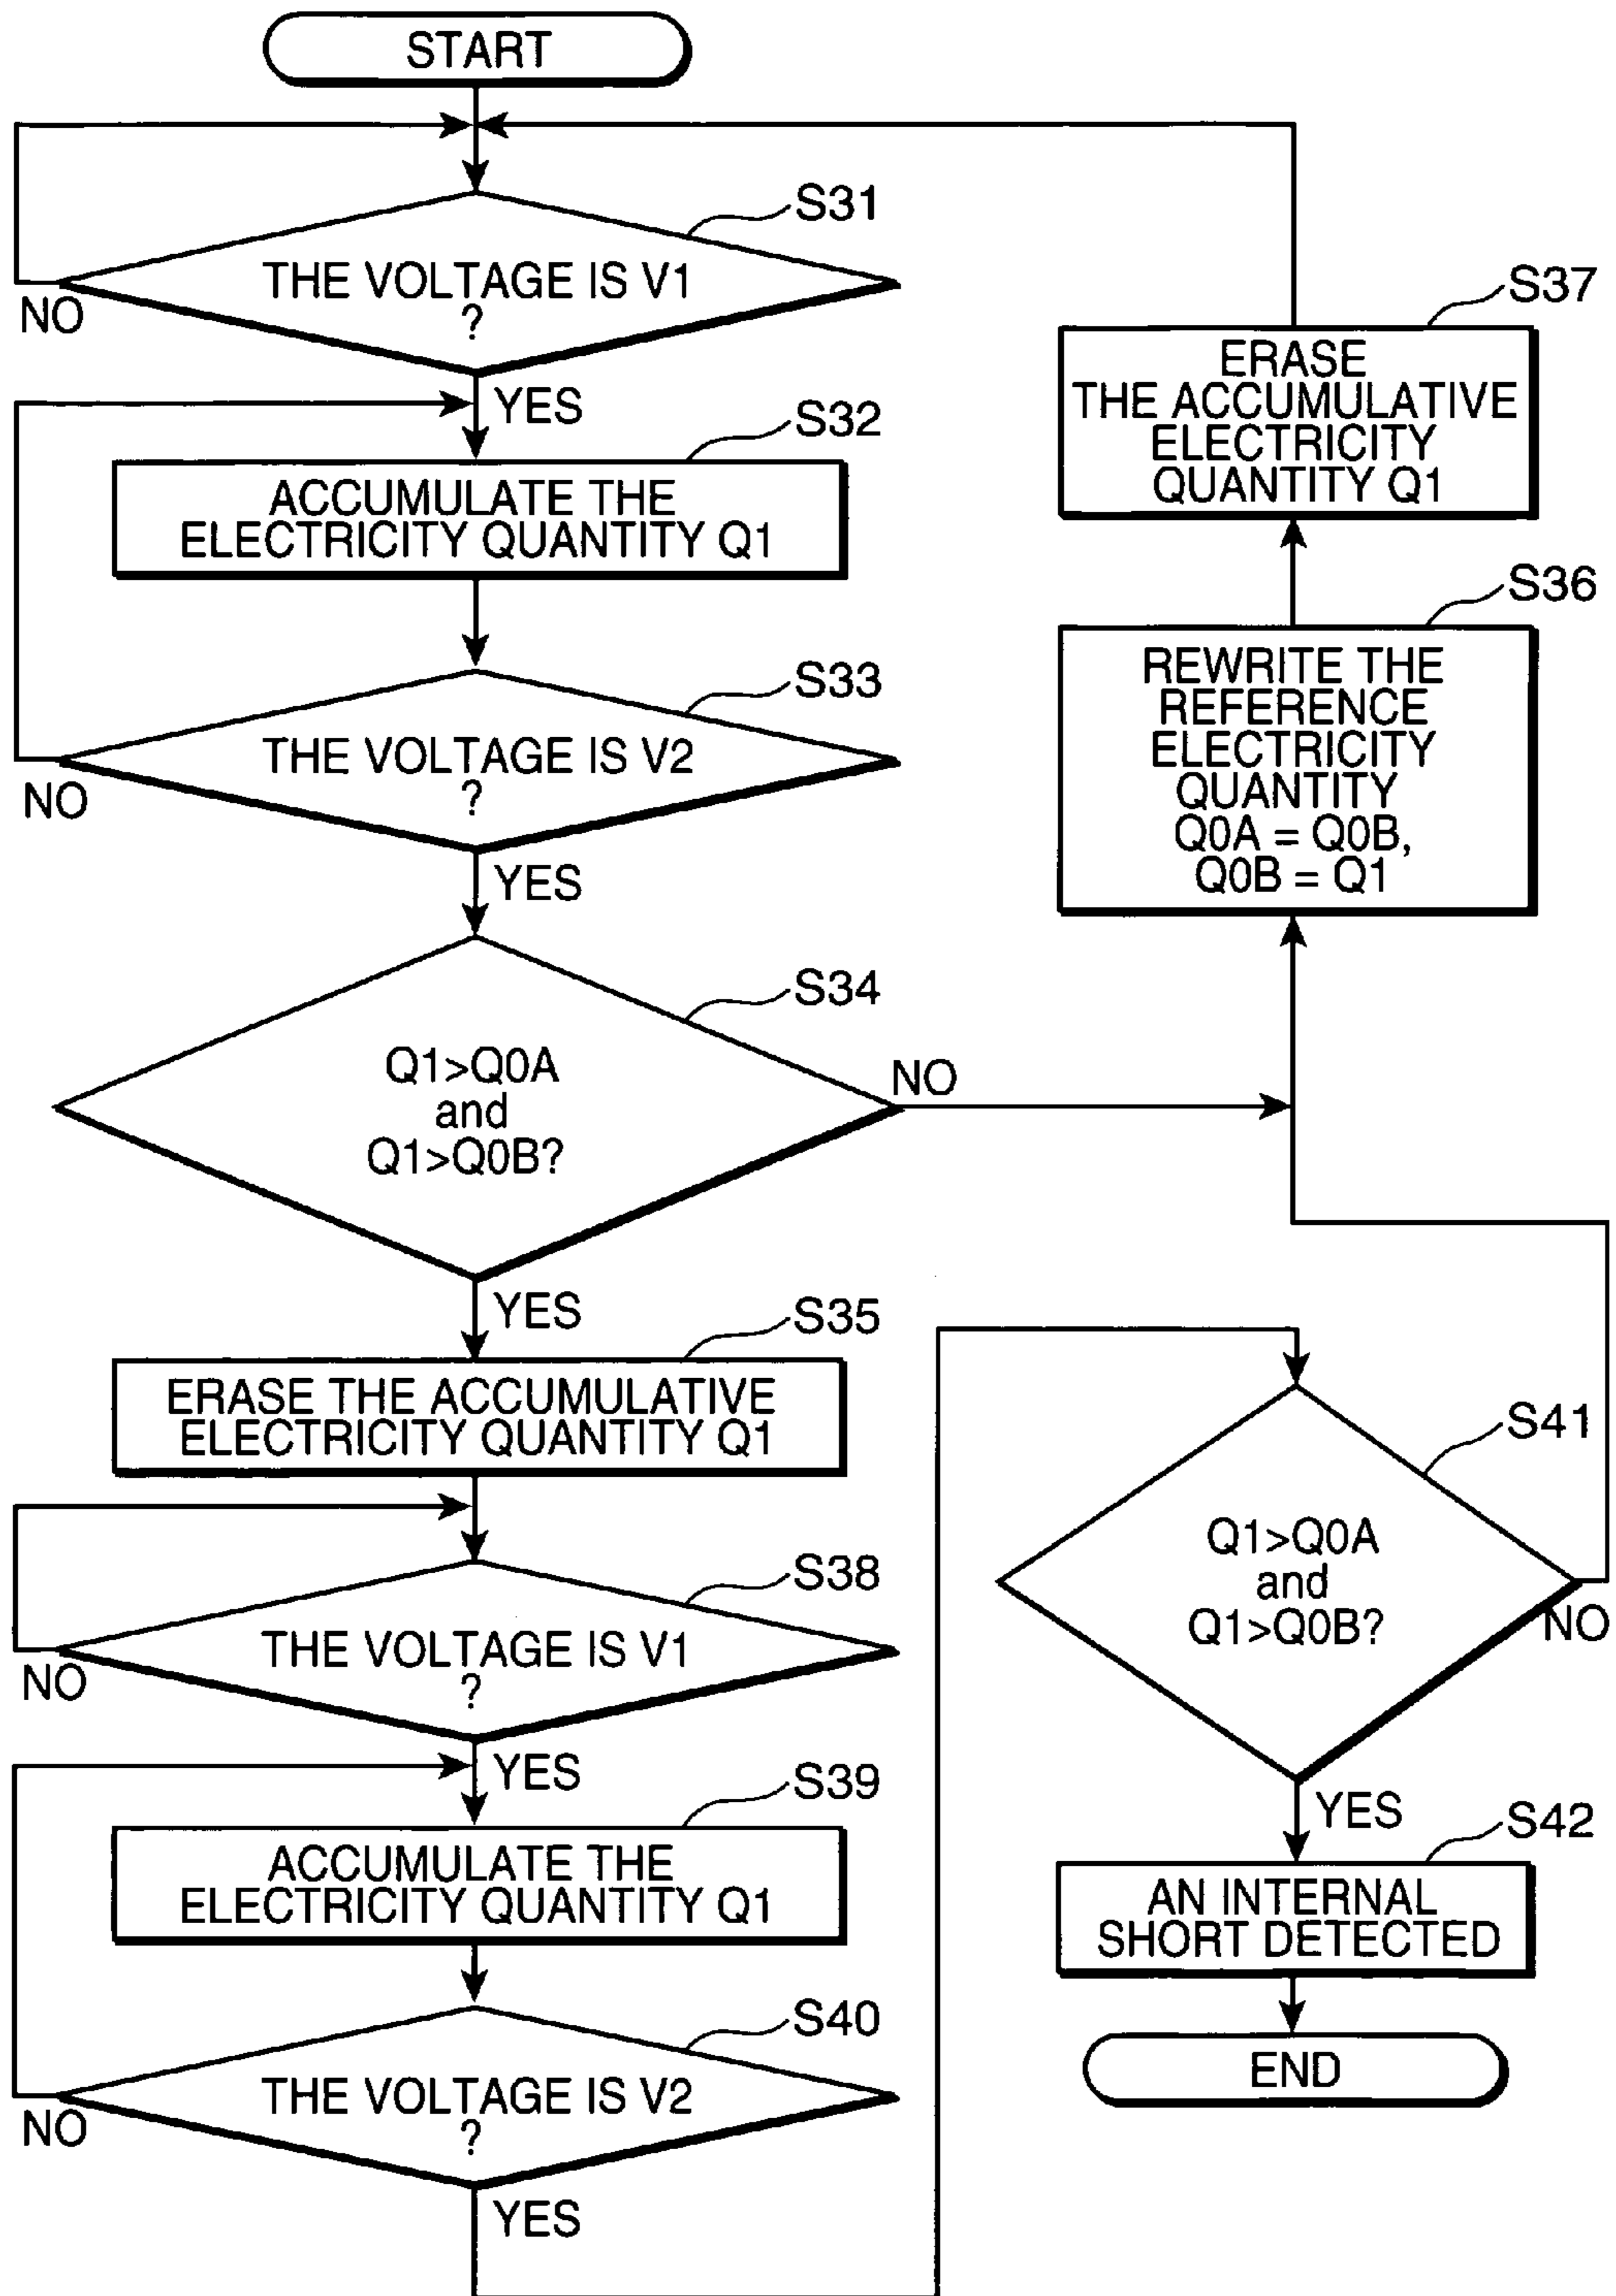 START
S31
THE VOLTAGE IS V1
?
NO
YES
S32
ACCUMULATE THE
ELECTRICITY QUANTITY Q1
S33
THE VOLTAGE IS V2
?
NO
YES
S34
Q1>Q0A
and
Q1>Q0B?
NO
YES
S35
ERASE THE ACCUMULATIVE
ELECTRICITY QUANTITY Q1
S38
THE VOLTAGE IS V1
?
NO
YES
S39
ACCUMULATE THE
ELECTRICITY QUANTITY Q1
S40
THE VOLTAGE IS V2
?
NO
YES
S37
ERASE
THE ACCUMULATIVE
ELECTRICITY
QUANTITY Q1
S36
REWRITE THE
REFERENCE
ELECTRICITY
QUANTITY
Q0A = Q0B,
Q0B = Q1
S41
Q1>Q0A
and
Q1>Q0B?
NO
YES
S42
AN INTERNAL
SHORT DETECTED
END